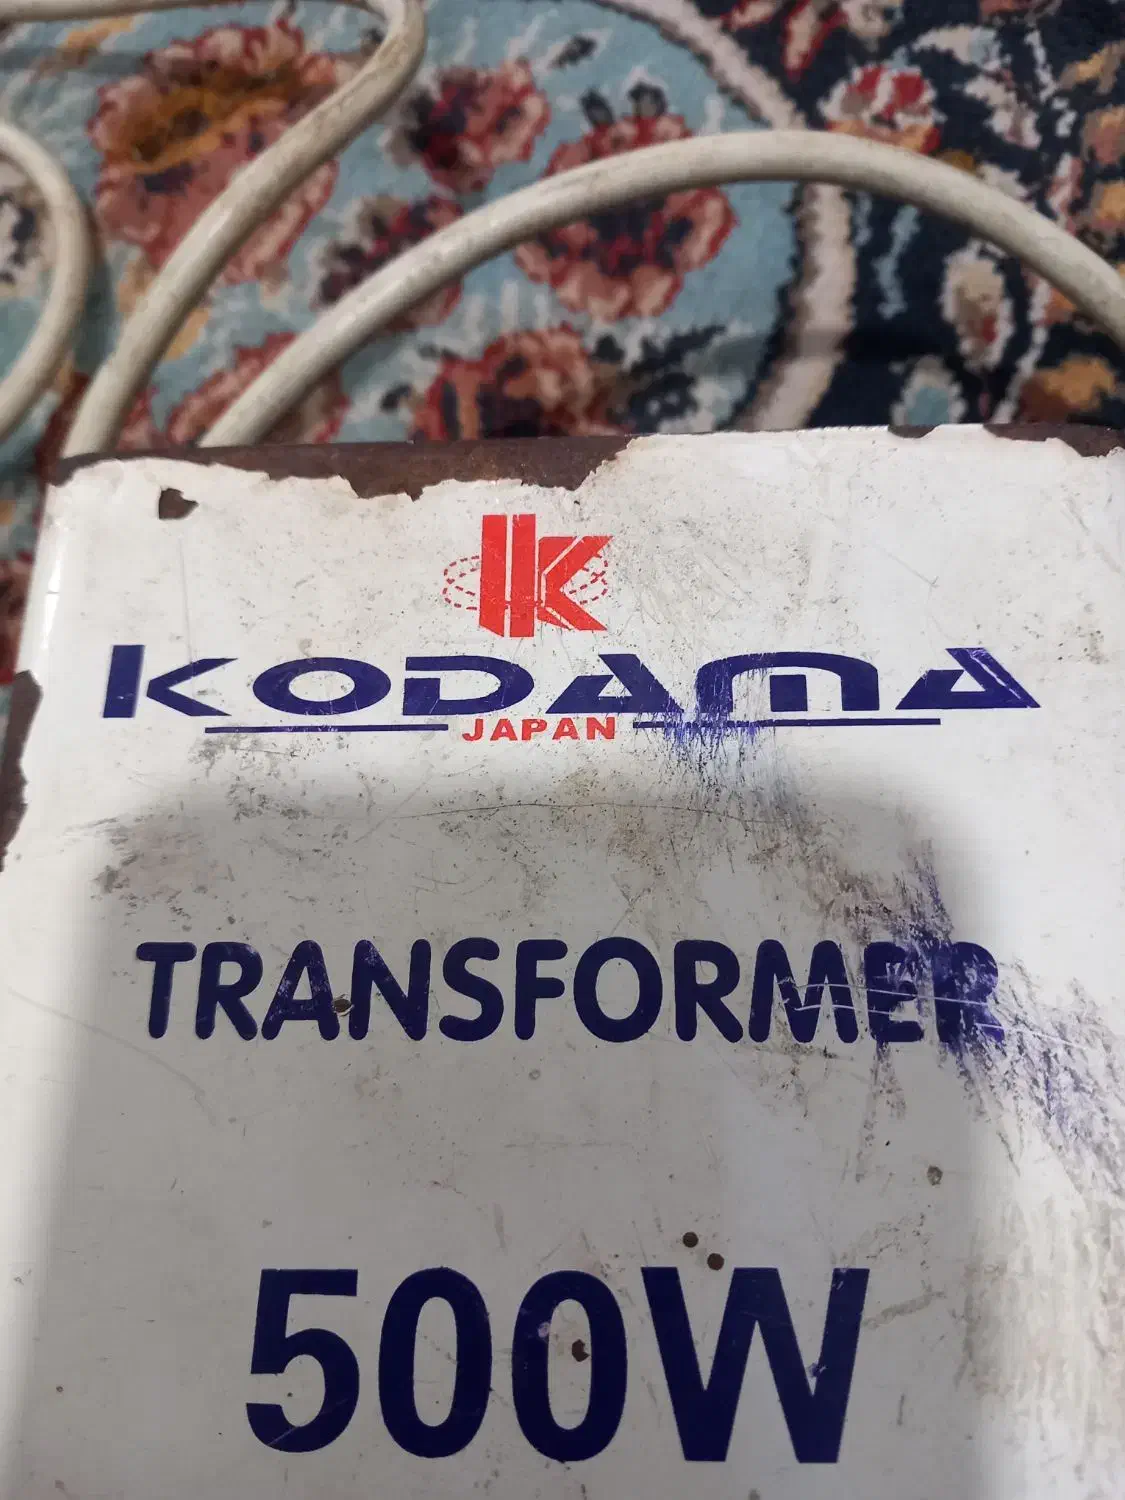 K
KODAMA
JAPAN
TRANSFORMER
500W